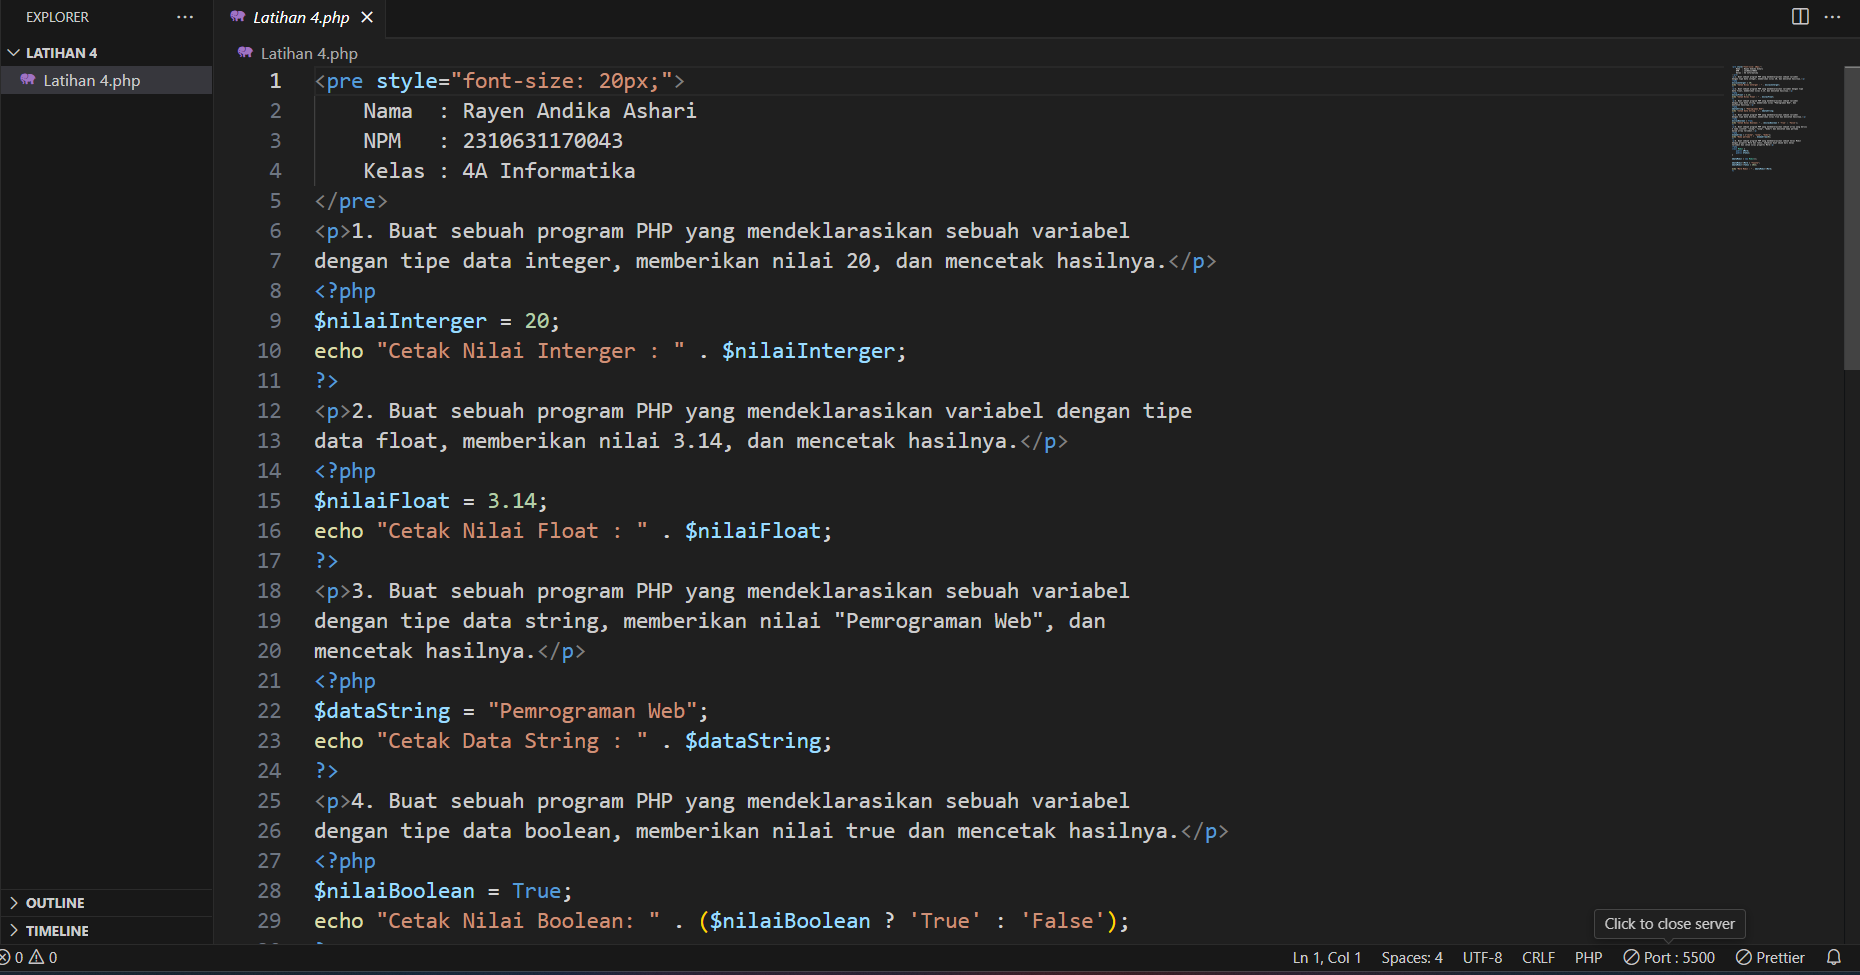 EXPLORER
Latihan 4.php
LATIHAN 4
Latihan 4.php
Latihan 4.php
1 <pre style="font-size: 20px;">
2     Nama  : Rayen Andika Ashari
3     NPM   : 2310631170043
4     Kelas : 4A Informatika
5 </pre>
6 <p>1. Buat sebuah program PHP yang mendeklarasikan sebuah variabel
7 dengan tipe data integer, memberikan nilai 20, dan mencetak hasilnya.</p>
8 <?php
9 $nilaiInterger = 20;
10 echo "Cetak Nilai Interger : " . $nilaiInterger;
11 ?>
12 <p>2. Buat sebuah program PHP yang mendeklarasikan variabel dengan tipe
13 data float, memberikan nilai 3.14, dan mencetak hasilnya.</p>
14 <?php
15 $nilaiFloat = 3.14;
16 echo "Cetak Nilai Float : " . $nilaiFloat;
17 ?>
18 <p>3. Buat sebuah program PHP yang mendeklarasikan sebuah variabel
19 dengan tipe data string, memberikan nilai "Pemrograman Web", dan
20 mencetak hasilnya.</p>
21 <?php
22 $dataString = "Pemrograman Web";
23 echo "Cetak Data String : " . $dataString;
24 ?>
25 <p>4. Buat sebuah program PHP yang mendeklarasikan sebuah variabel
26 dengan tipe data boolean, memberikan nilai true dan mencetak hasilnya.</p>
27 <?php
28 $nilaiBoolean = True;
29 echo "Cetak Nilai Boolean: " . ($nilaiBoolean ? 'True' : 'False');
OUTLINE
TIMELINE
Click to close server
0 0
Ln 1, Col 1 Spaces: 4 UTF-8 CRLF PHP Port : 5500 Prettier